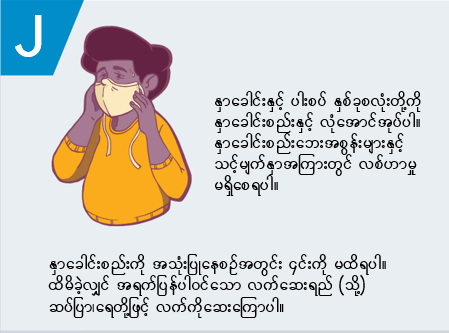 J
နှာခေါင်းနှင့် ပါးစပ် နှစ်ခုစလုံးတို့ကို
နှာခေါင်းစည်းနှင့် လုံအောင်အုပ်ပါ။
နှာခေါင်းစည်းဘေးအစွန်းများနှင့်
သင့်မျက်နှာအကြားတွင် လစ်ဟာမှု
မရှိစေရပါ။
နှာခေါင်းစည်းကို အသုံးပြုနေစဉ်အတွင်း ၄င်းကို မထိရပါ။
ထိမိခဲ့လျှင် အရက်ပြန်ပါဝင်သော လက်ဆေးရည် (သို့)
ဆပ်ပြာ၊ရေတို့ဖြင့် လက်ကိုဆေးကြောပါ။